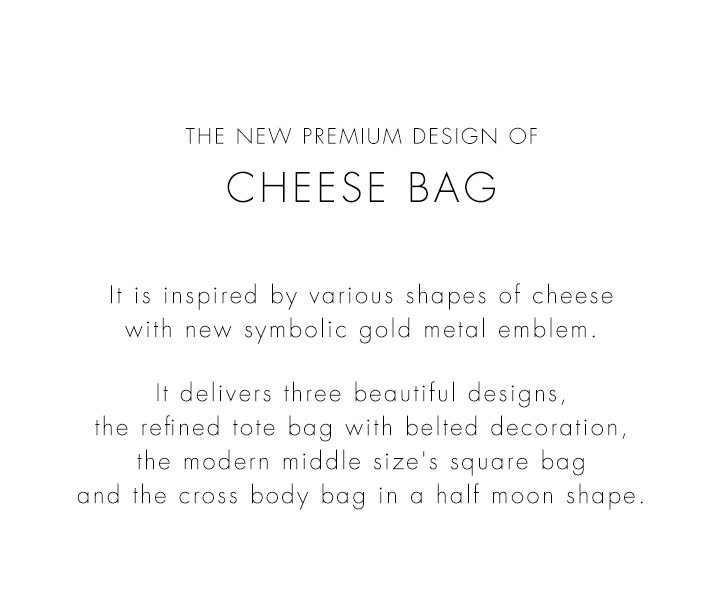 THE NEW PREMIUM DESIGN OF
CHEESE BAG
It is inspired by various shapes of cheese
with new symbolic gold metal emblem.
It delivers three beautiful designs,
the refined tote bag with belted decoration,
the modern middle size's square bag
and the cross body bag in a half moon shape.